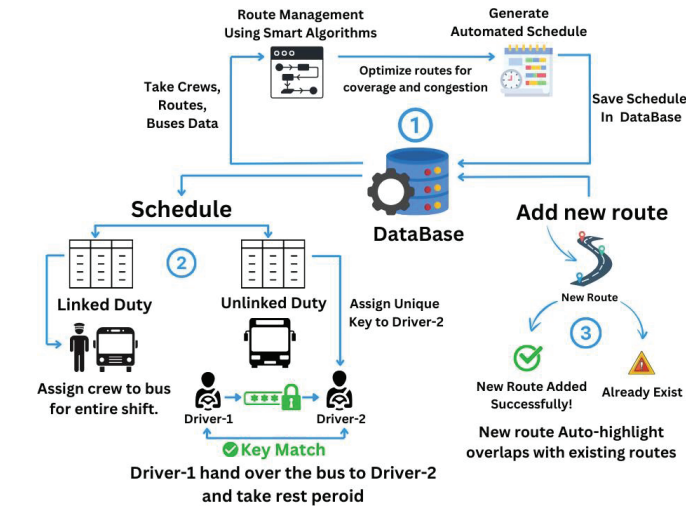 Route Management
Using Smart Algorithms
Generate
Automated Schedule
Take Crews,
Routes,
Buses Data
Optimize routes for
coverage and congestion
Save Schedule
In DataBase
1
DataBase
Schedule
2
Linked Duty
Unlinked Duty
Assign crew to bus
for entire shift.
Assign Unique
Key to Driver-2
Driver-1
***
Driver-2
Key Match
Driver-1 hand over the bus to Driver-2
and take rest peroid
Add new route
New Route
3
New Route Added
Successfully!
Already Exist
New route Auto-highlight
overlaps with existing routes